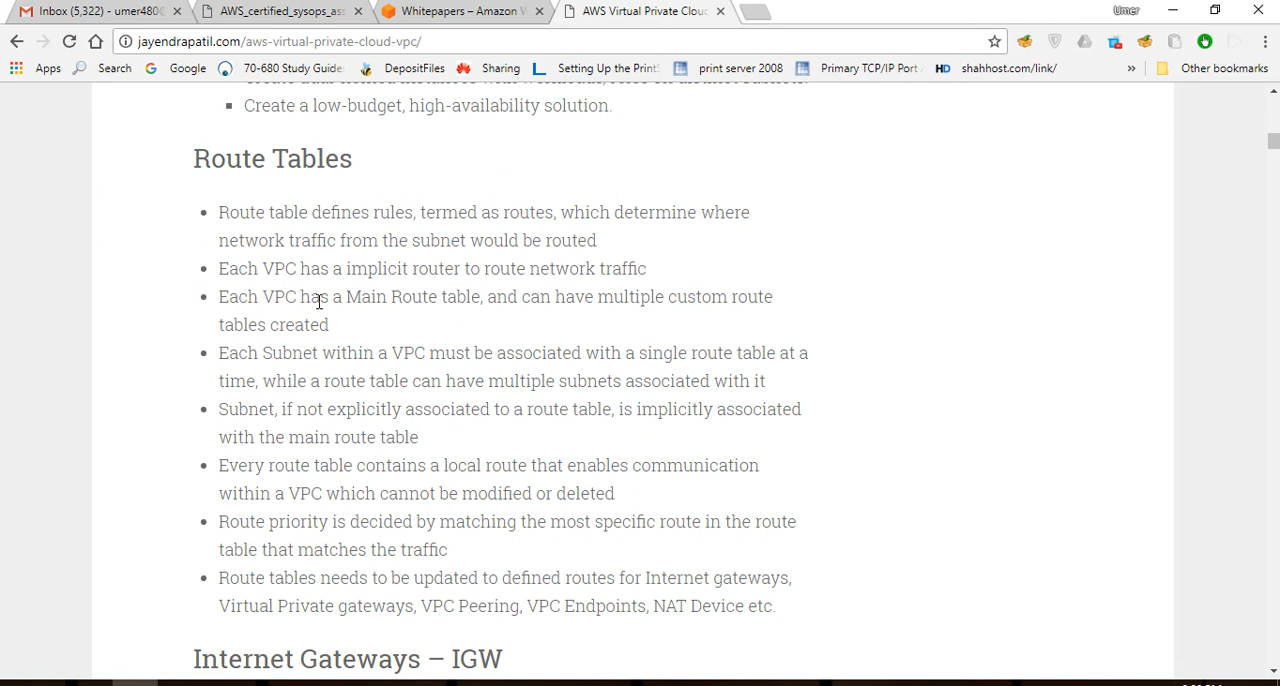 Inbox (5,322) - umer480@
AWS_certified_sysops_ass
Whitepapers – Amazon W
AWS Virtual Private Clou
Umer
jayendrapatil.com/aws-virtual-private-cloud-vpc/
Apps
Search
Google
70-680 Study Guide
DepositFiles
Sharing
Setting Up the Print
print server 2008
Primary TCP/IP Port
HD shahhost.com/link/
»
Other bookmarks
Create a low-budget, high-availability solution.
Route Tables
Route table defines rules, termed as routes, which determine where
network traffic from the subnet would be routed
Each VPC has a implicit router to route network traffic
Each VPC has a Main Route table, and can have multiple custom route
tables created
Each Subnet within a VPC must be associated with a single route table at a
time, while a route table can have multiple subnets associated with it
Subnet, if not explicitly associated to a route table, is implicitly associated
with the main route table
Every route table contains a local route that enables communication
within a VPC which cannot be modified or deleted
Route priority is decided by matching the most specific route in the route
table that matches the traffic
Route tables needs to be updated to defined routes for Internet gateways,
Virtual Private gateways, VPC Peering, VPC Endpoints, NAT Device etc.
Internet Gateways – IGW